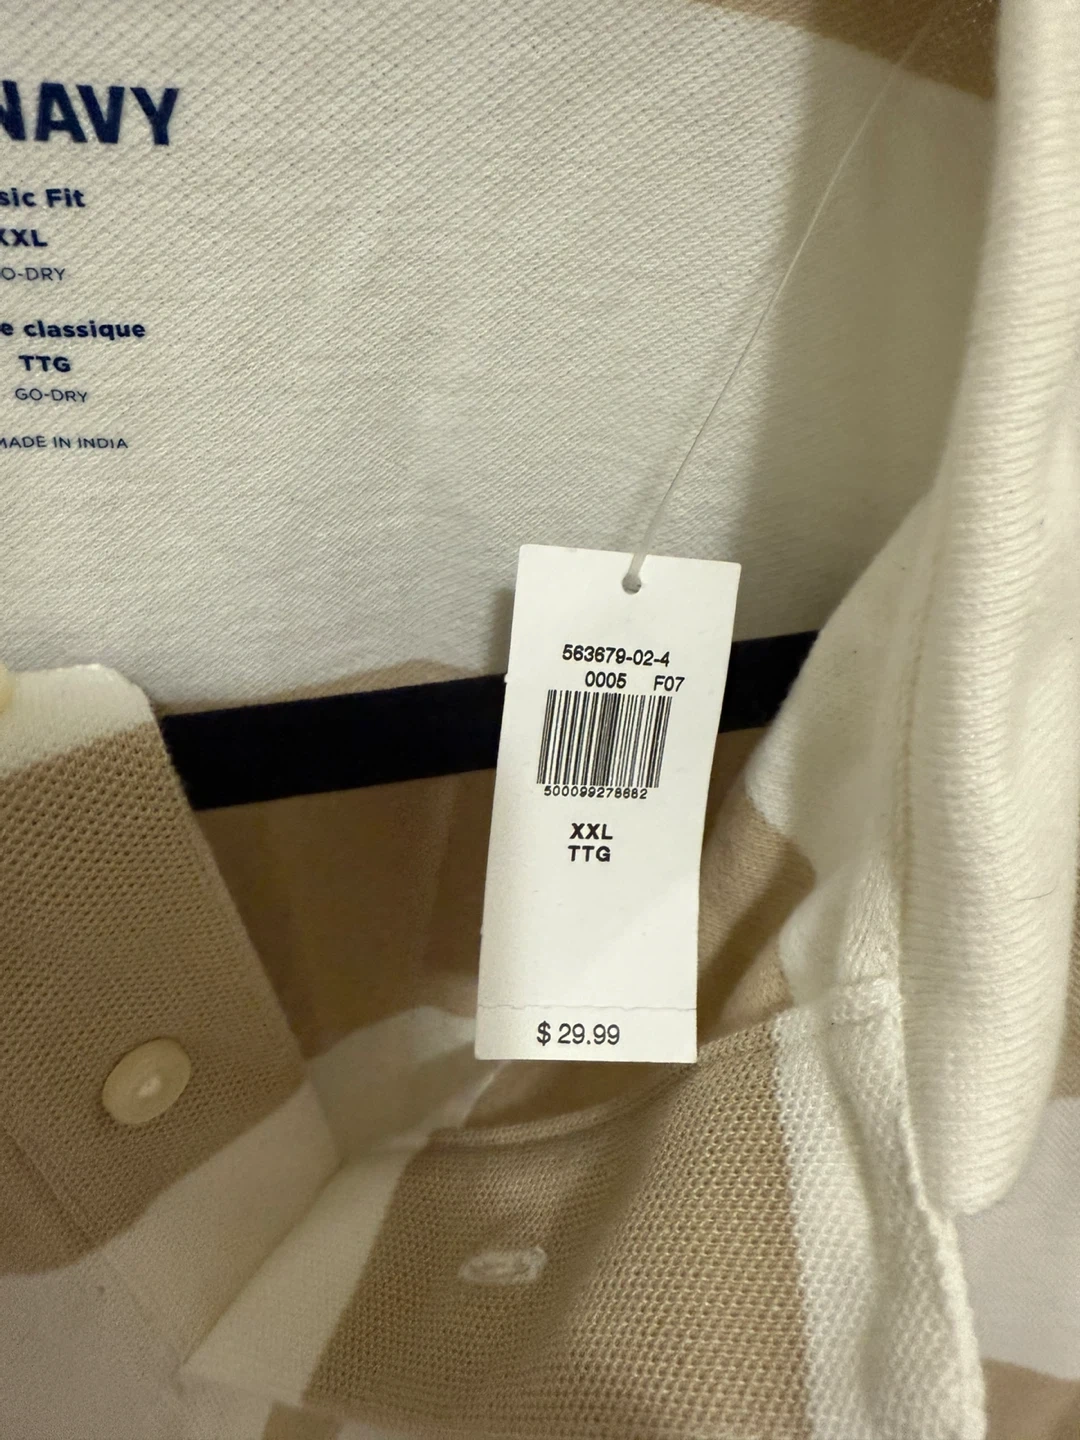 NAVY
sic Fit
XXL
O-DRY
e classique
TTG
GO-DRY
MADE IN INDIA
563679-02-4
0005 F07
500099278682
XXL
TTG
$ 29.99